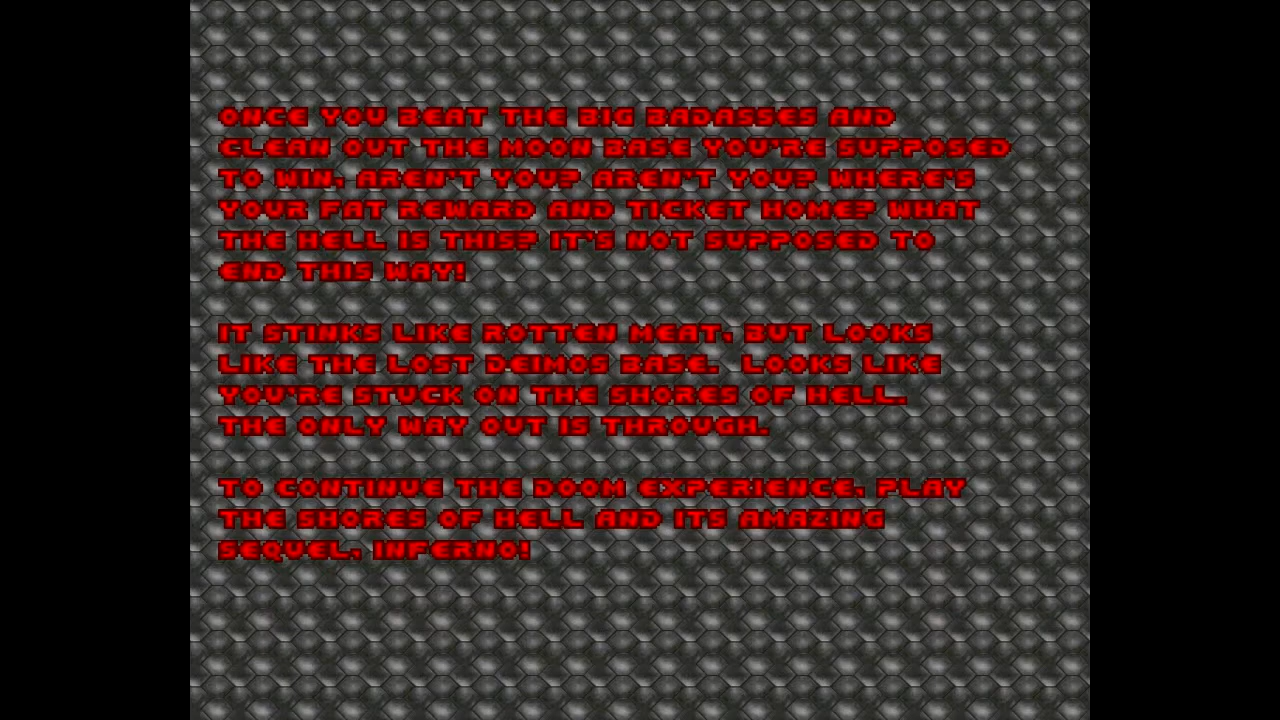 ONCE YOU BEAT THE BIG BADASSES AND
CLEAN OUT THE MOON BASE YOU'RE SUPPOSED
TO WIN, AREN'T YOU? AREN'T YOU? WHERE'S
YOUR FAT REWARD AND TICKET HOME? WHAT
THE HELL IS THIS? IT'S NOT SUPPOSED TO
END THIS WAY!
IT STINKS LIKE ROTTEN MEAT, BUT LOOKS
LIKE THE LOST DEIMOS BASE.  LOOKS LIKE
YOU'RE STUCK ON THE SHORES OF HELL.
THE ONLY WAY OUT IS THROUGH.
TO CONTINUE THE DOOM EXPERIENCE, PLAY
THE SHORES OF HELL AND ITS AMAZING
SEQUEL, INFERNO!